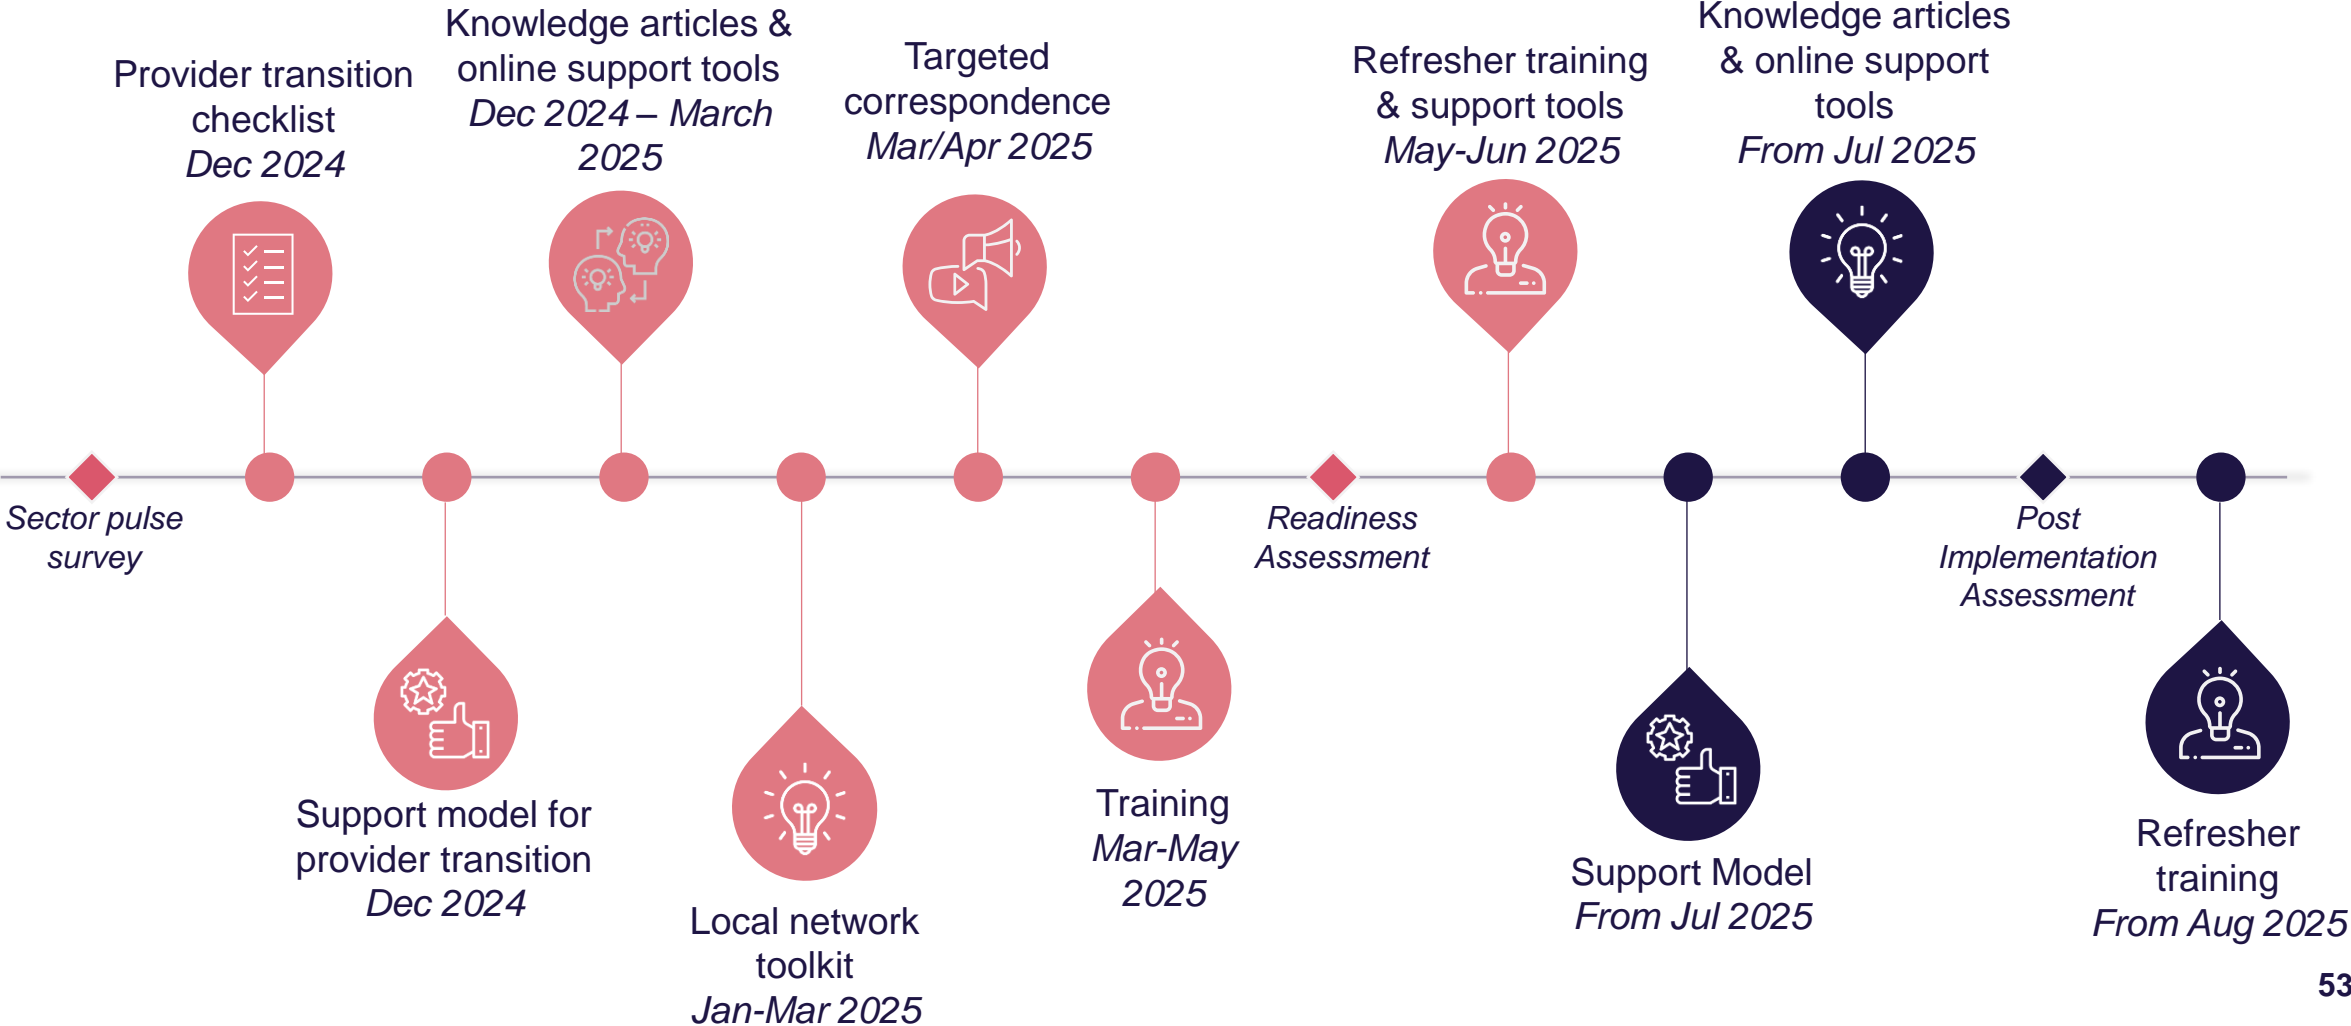 Provider transition
checklist
Dec 2024
Knowledge articles &
online support tools
Dec 2024 – March
2025
Targeted
correspondence
Mar/Apr 2025
Refresher training
& support tools
May-Jun 2025
Knowledge articles
& online support
tools
From Jul 2025
Sector pulse
survey
Readiness
Assessment
Post
Implementation
Assessment
Support model for
provider transition
Dec 2024
Local network
toolkit
Jan-Mar 2025
Training
Mar-May
2025
Support Model
From Jul 2025
Refresher
training
From Aug 2025
53